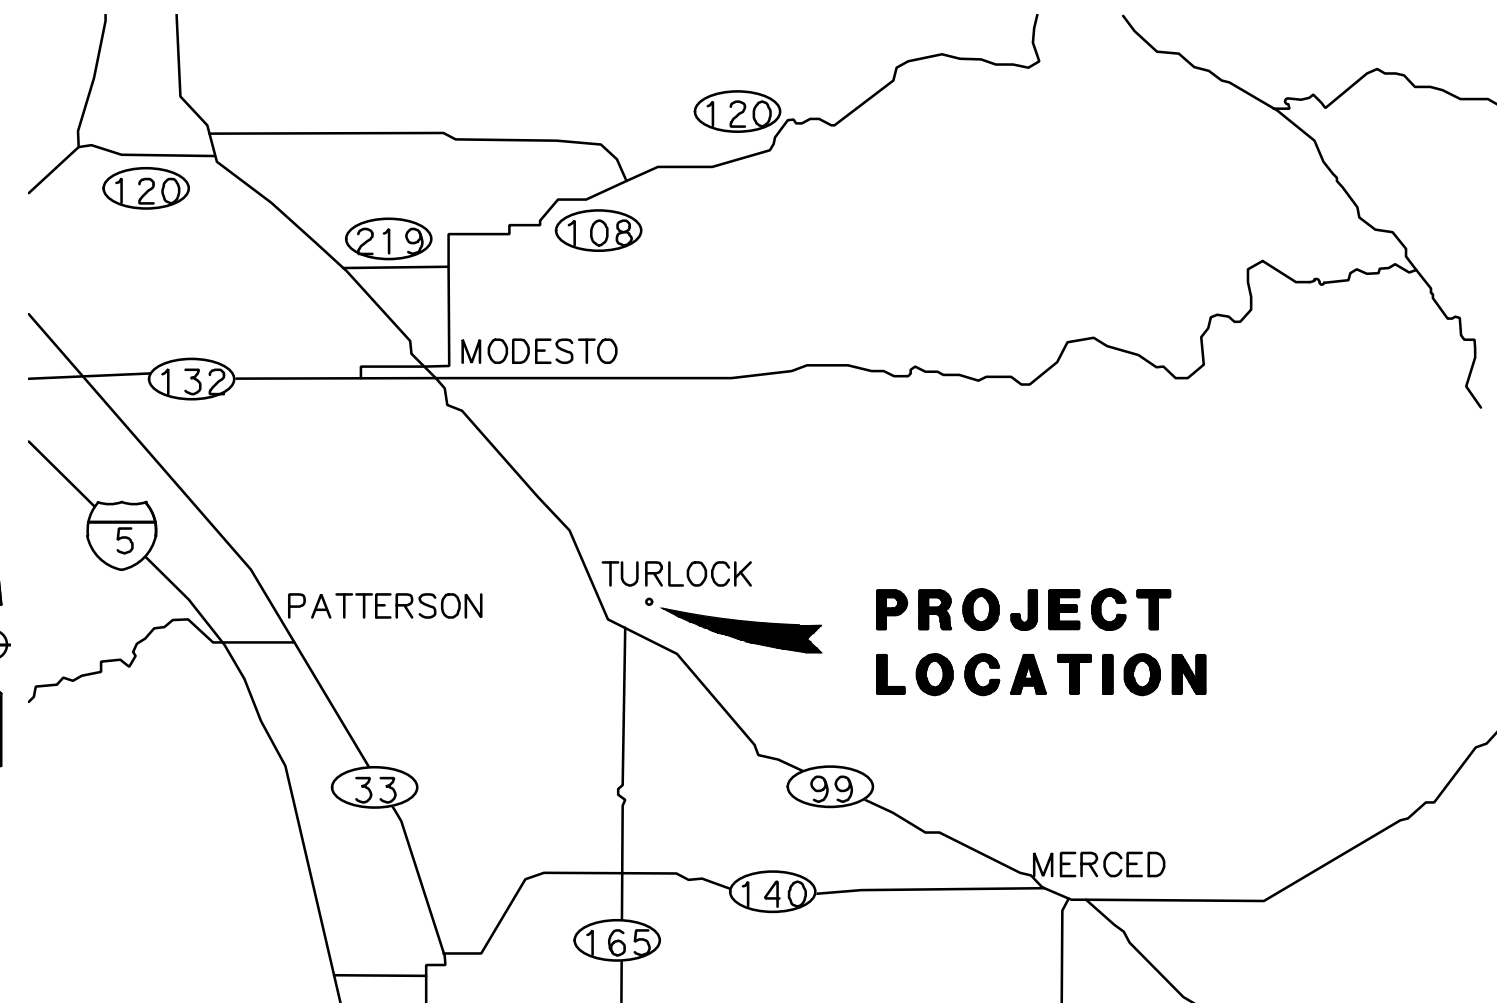 120
120
219
108
MODESTO
132
5
TURLOCK
PATTERSON
PROJECT
LOCATION
33
99
MERCED
140
165